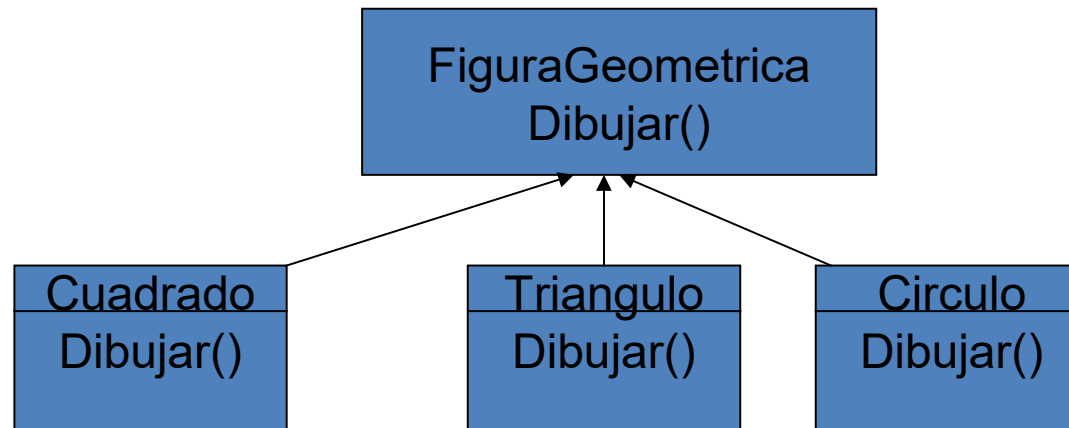 FiguraGeometrica
Dibujar()
Cuadrado
Dibujar()
Triangulo
Dibujar()
Circulo
Dibujar()